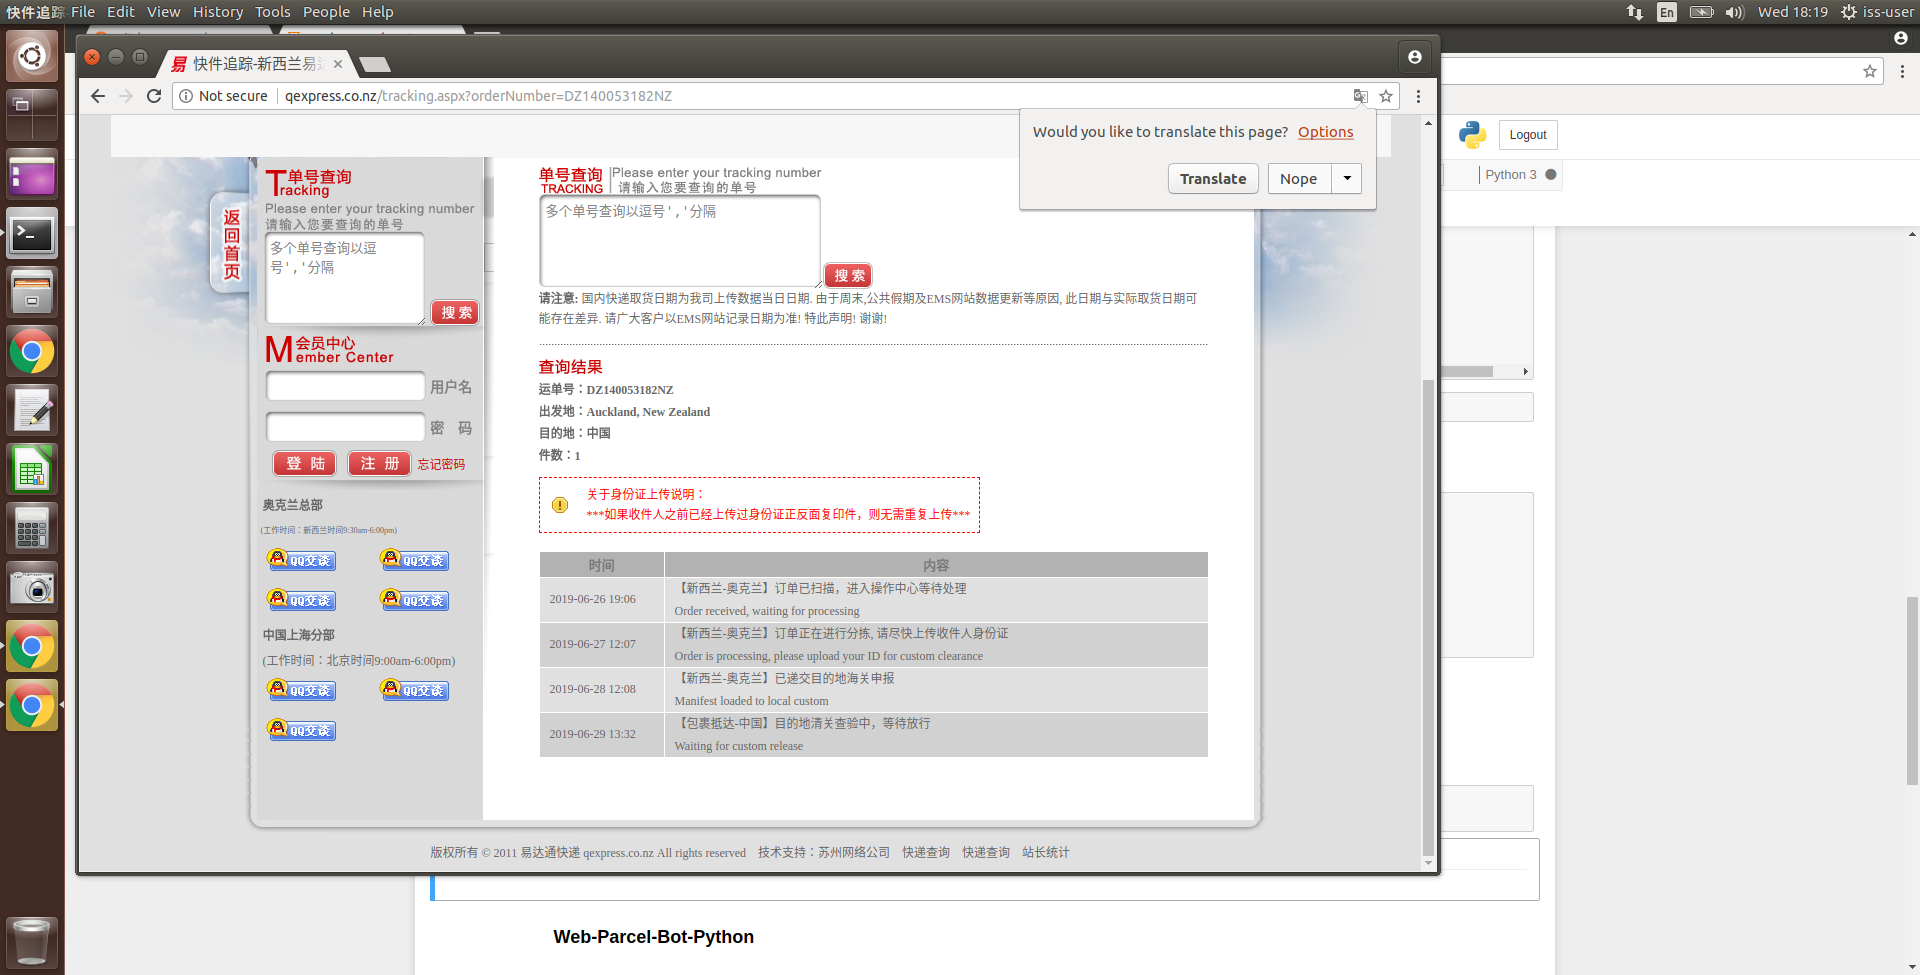 快件追踪 File Edit View History Tools People Help
En
Wed 18:19
iss-user
快件追踪-新西兰易
Not secure
qexpress.co.nz/tracking.aspx?orderNumber=DZ140053182NZ
Would you like to translate this page? Options
Translate
Nope
Logout
Python 3
返回首页
单号查询
Tracking
Please enter your tracking number
请输入您要查询的单号
多个单号查询以逗
号','分隔
搜 索
会员中心
Member Center
用户名
密 码
登 陆
注 册
忘记密码
奥克兰总部
(工作时间：新西兰时间9:30am-6:00pm)
QQ交谈
QQ交谈
QQ交谈
QQ交谈
中国上海分部
(工作时间：北京时间9:00am-6:00pm)
QQ交谈
QQ交谈
QQ交谈
单号查询
TRACKING
Please enter your tracking number
请输入您要查询的单号
多个单号查询以逗号','分隔
搜 索
请注意: 国内快递取货日期为我司上传数据当日日期. 由于周末,公共假期及EMS网站数据更新等原因, 此日期与实际取货日期可
能存在差异. 请广大客户以EMS网站记录日期为准! 特此声明! 谢谢!
查询结果
运单号：DZ140053182NZ
出发地：Auckland, New Zealand
目的地：中国
件数：1
关于身份证上传说明：
***如果收件人之前已经上传过身份证正反面复印件，则无需重复上传***
时间 内容
2019-06-26 19:06
【新西兰-奥克兰】订单已扫描，进入操作中心等待处理
Order received, waiting for processing
2019-06-27 12:07
【新西兰-奥克兰】订单正在进行分拣, 请尽快上传收件人身份证
Order is processing, please upload your ID for custom clearance
2019-06-28 12:08
【新西兰-奥克兰】已递交目的地海关申报
Manifest loaded to local custom
2019-06-29 13:32
【包裹抵达-中国】目的地清关查验中，等待放行
Waiting for custom release
版权所有 © 2011 易达通快递 qexpress.co.nz All rights reserved 技术支持：苏州网络公司 快递查询 快递查询 站长统计
Web-Parcel-Bot-Python